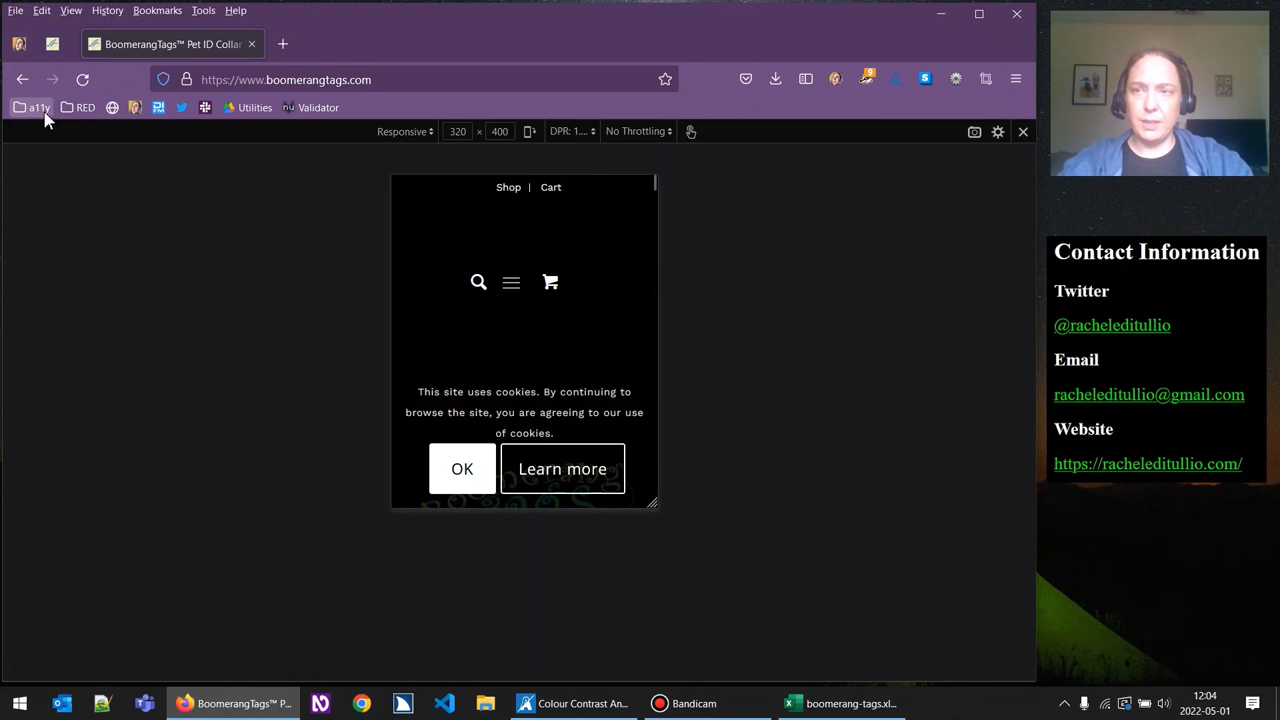 File Edit View History Bookmarks Tools Help
BoomerangTags™ Pet ID Collar
https://www.boomerangtags.com
9
a11y RED Utilities Validator
Responsive 320 × 400 DPR: 1.... No Throttling
Shop | Cart
This site uses cookies. By continuing to
browse the site, you are agreeing to our use
of cookies.
OK Learn more
Contact Information
Twitter
@racheleditullio
Email
racheleditullio@gmail.com
Website
https://racheleditullio.com/
BoomerangTags™ P... Colour Contrast An... Bandicam boomerang-tags.xl...
12:04
2022-05-01